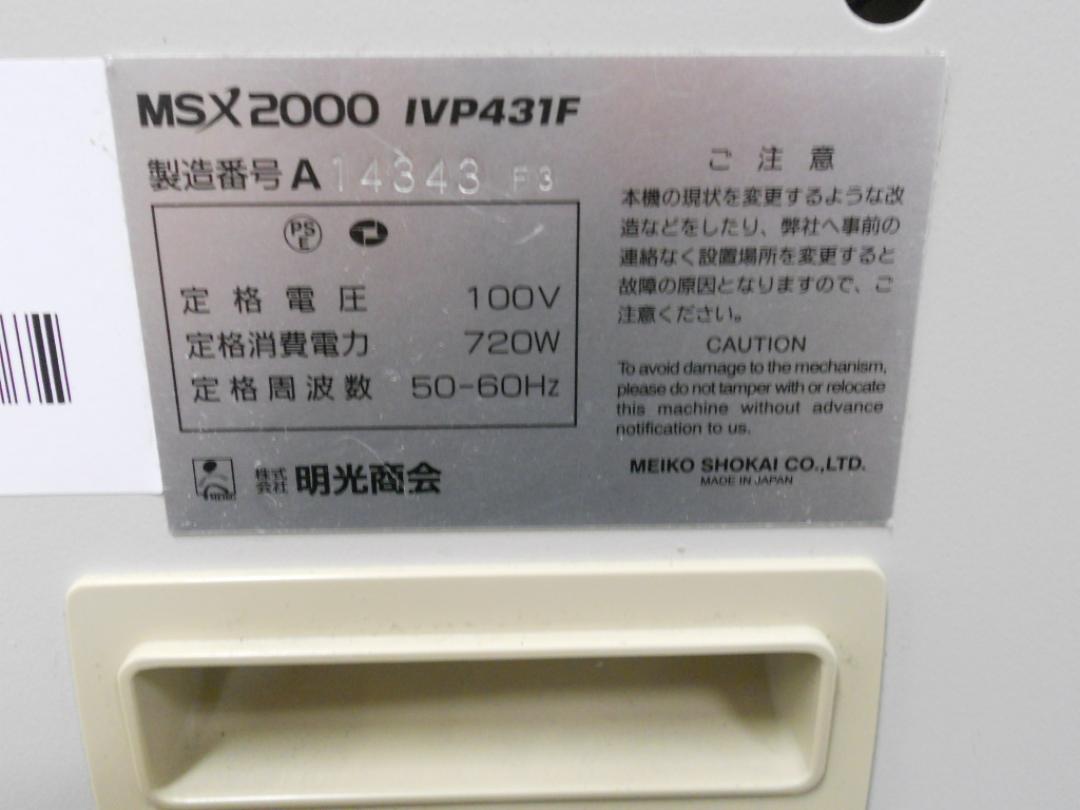 MSX2000 IVP431F
製造番号 A 14343 F3
PS
E
定格電圧 100V
定格消費電力 720W
定格周波数 50-60Hz
MEIKO
株式
会社 明光商会
ご注意
本機の現状を変更するような改
造などをしたり、弊社へ事前の
連絡なく設置場所を変更すると
故障の原因となりますので、ご
注意ください。
CAUTION
To avoid damage to the mechanism,
please do not tamper with or relocate
this machine without advance
notification to us.
MEIKO SHOKAI CO.,LTD.
MADE IN JAPAN